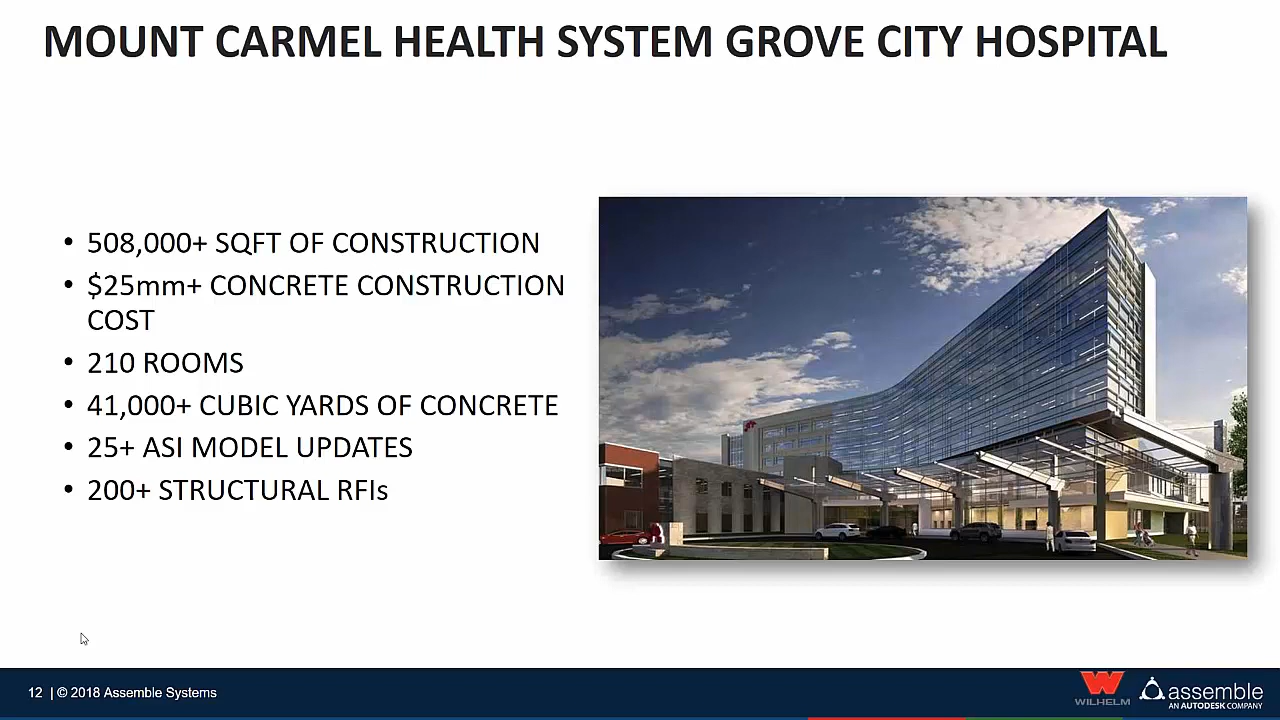 MOUNT CARMEL HEALTH SYSTEM GROVE CITY HOSPITAL
• 508,000+ SQFT OF CONSTRUCTION
• $25mm+ CONCRETE CONSTRUCTION
COST
• 210 ROOMS
• 41,000+ CUBIC YARDS OF CONCRETE
• 25+ ASI MODEL UPDATES
• 200+ STRUCTURAL RFIs
12 | © 2018 Assemble Systems
WILHELM
assemble
AN AUTODESK COMPANY